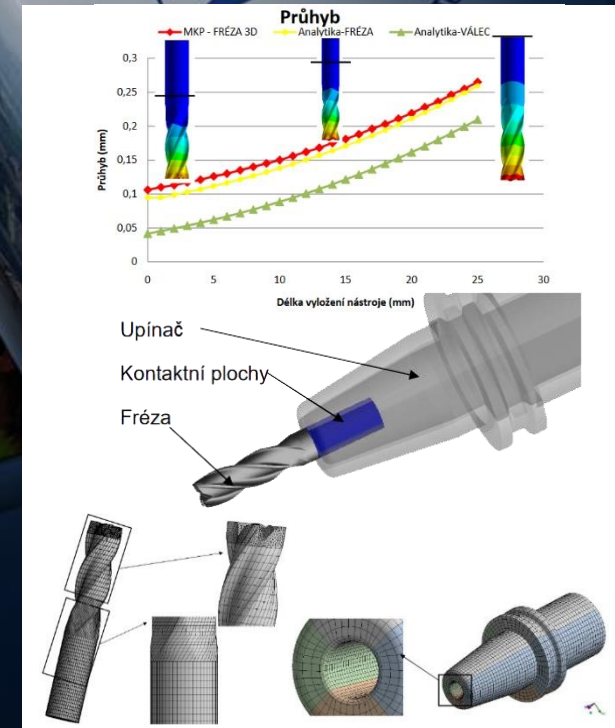 Průhyb
MKP - FRÉZA 3D
Analytika-FRÉZA
Analytika-VÁLEC
Průhyb (mm)
0,3
0,25
0,2
0,15
0,1
0,05
0
0 5 10 15 20 25 30
Délka vyložení nástroje (mm)
Upínač
Kontaktní plochy
Fréza